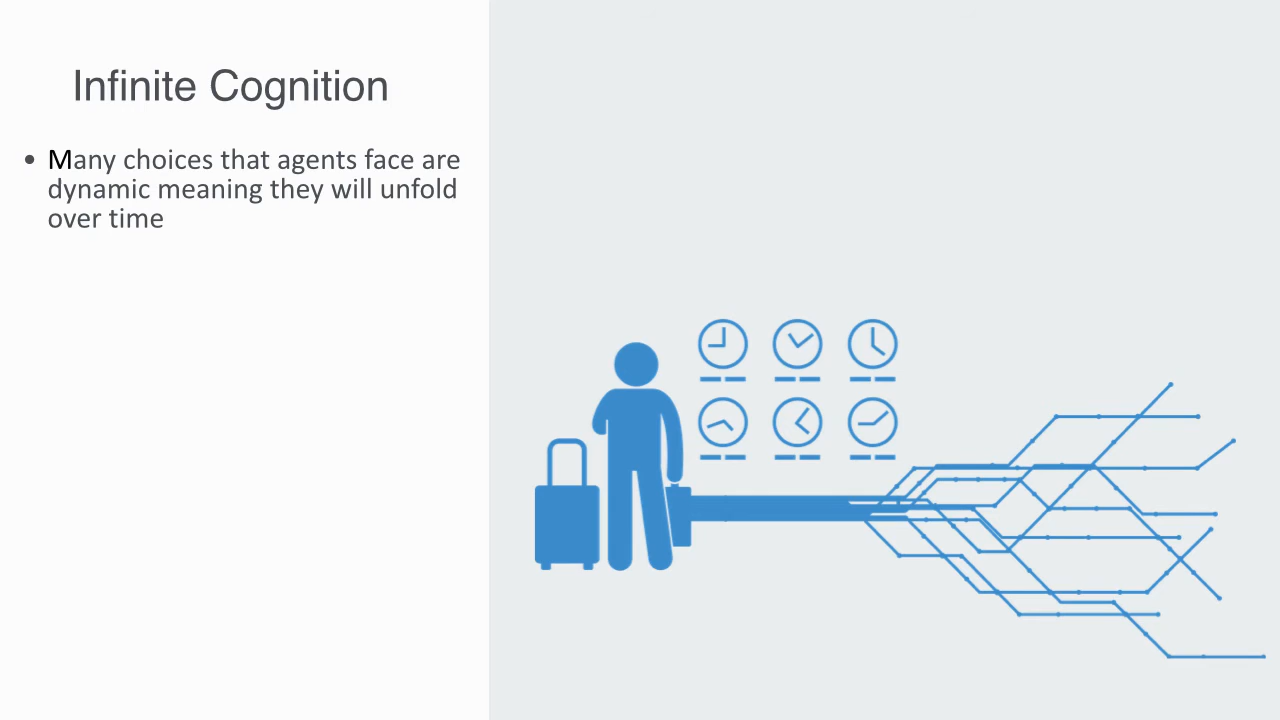 Infinite Cognition
• Many choices that agents face are
dynamic meaning they will unfold
over time